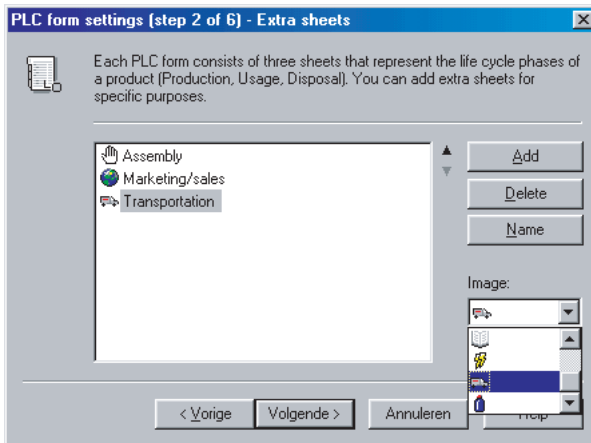 PLC form settings (step 2 of 6) - Extra sheets
Each PLC form consists of three sheets that represent the life cycle phases of
a product (Production, Usage, Disposal). You can add extra sheets for
specific purposes.
Assembly
Marketing/sales
Transportation
Add
Delete
Name
Image:
< Vorige
Volgende >
Annuleren
Help